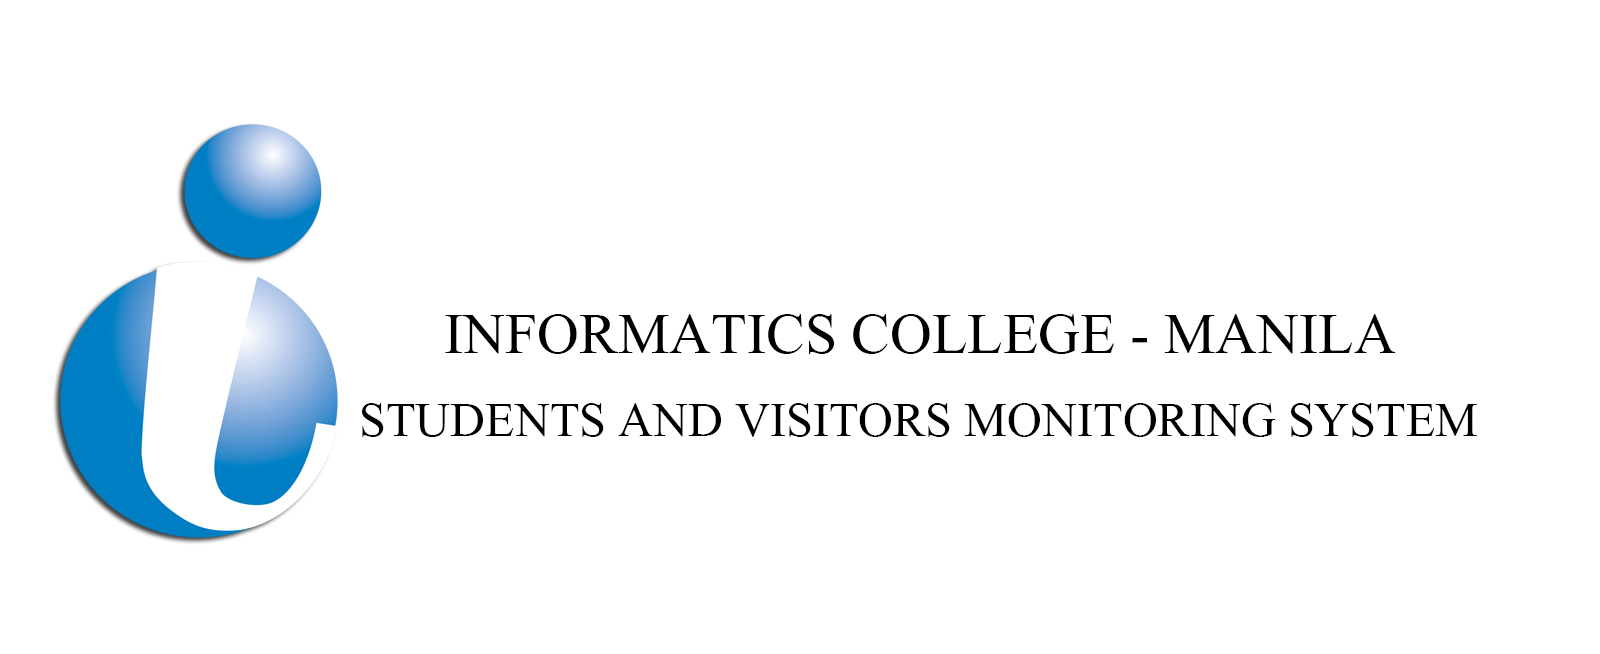 INFORMATICS COLLEGE - MANILA
STUDENTS AND VISITORS MONITORING SYSTEM